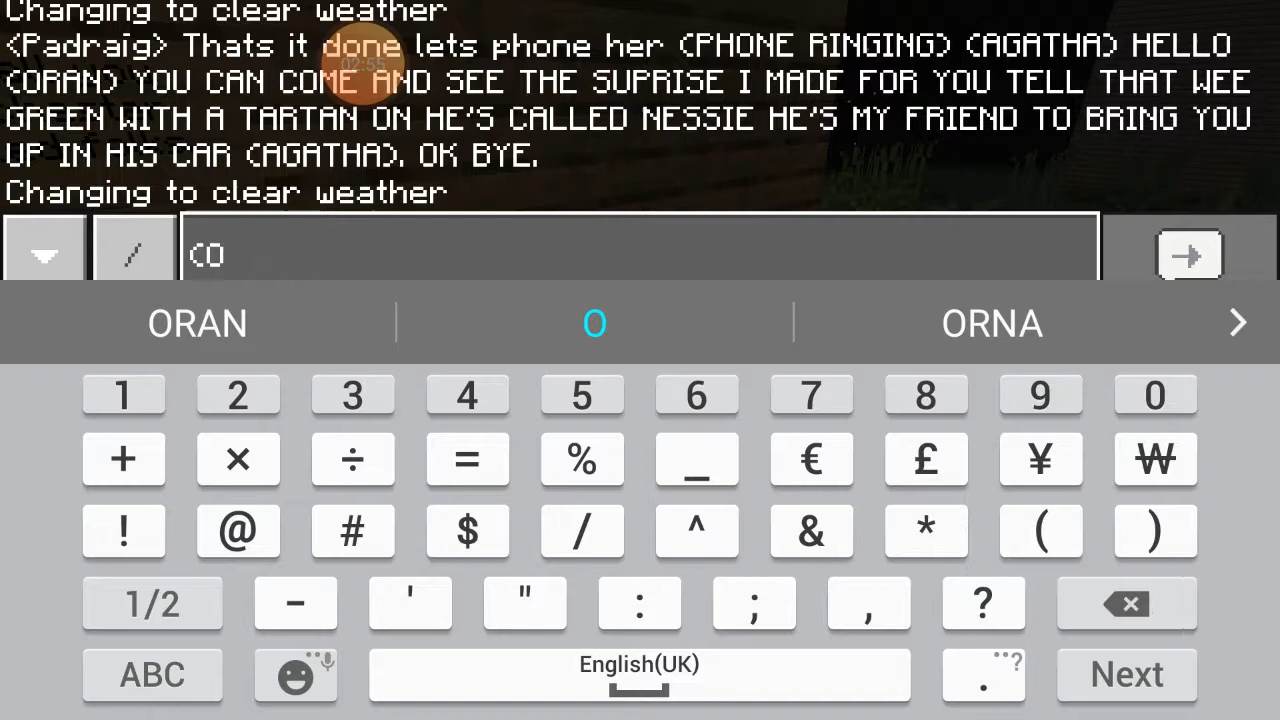 Changing to clear weather
<Padraig> Thats it done lets phone her (PHONE RINGING) (AGATHA) HELLO
(ORAN) YOU CAN COME AND SEE THE SUPRISE I MADE FOR YOU TELL THAT WEE
GREEN WITH A TARTAN ON HE'S CALLED NESSIE HE'S MY FRIEND TO BRING YOU
UP IN HIS CAR (AGATHA). OK BYE.
Changing to clear weather
02:55
/ (O
ORAN O ORNA
1 2 3 4 5 6 7 8 9 0
+ × ÷ = % _ € £ ¥ ₩
! @ # $ / ^ & * ( )
1/2 - ' " : ; , ?
English(UK)
ABC . ? Next